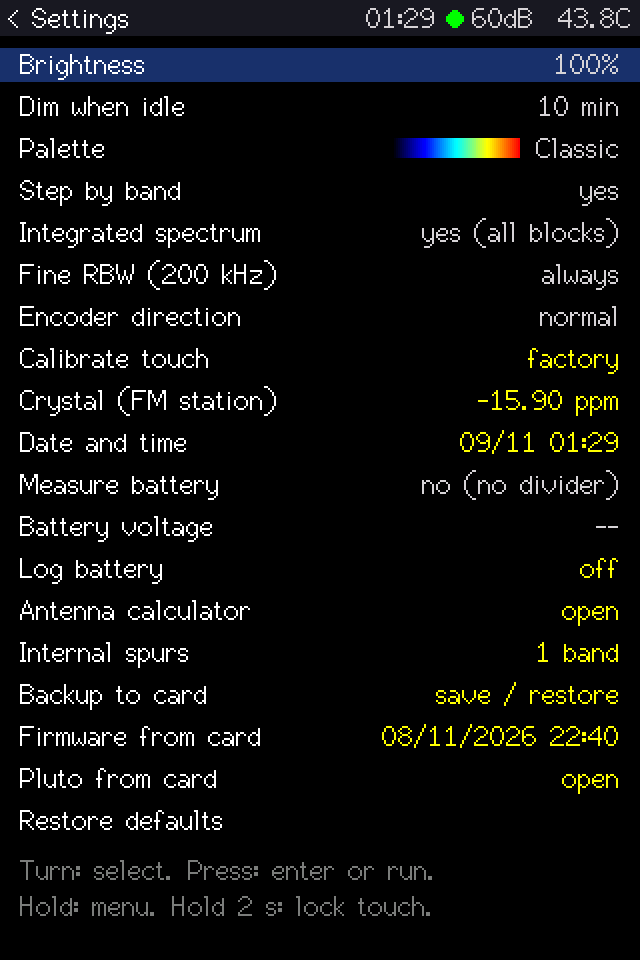 < Settings 01:29 60dB 43.8C
Brightness 100%
Dim when idle 10 min
Palette Classic
Step by band yes
Integrated spectrum yes (all blocks)
Fine RBW (200 kHz) always
Encoder direction normal
Calibrate touch factory
Crystal (FM station) -15.90 ppm
Date and time 09/11 01:29
Measure battery no (no divider)
Battery voltage --
Log battery off
Antenna calculator open
Internal spurs 1 band
Backup to card save / restore
Firmware from card 08/11/2026 22:40
Pluto from card open
Restore defaults
Turn: select. Press: enter or run.
Hold: menu. Hold 2 s: lock touch.